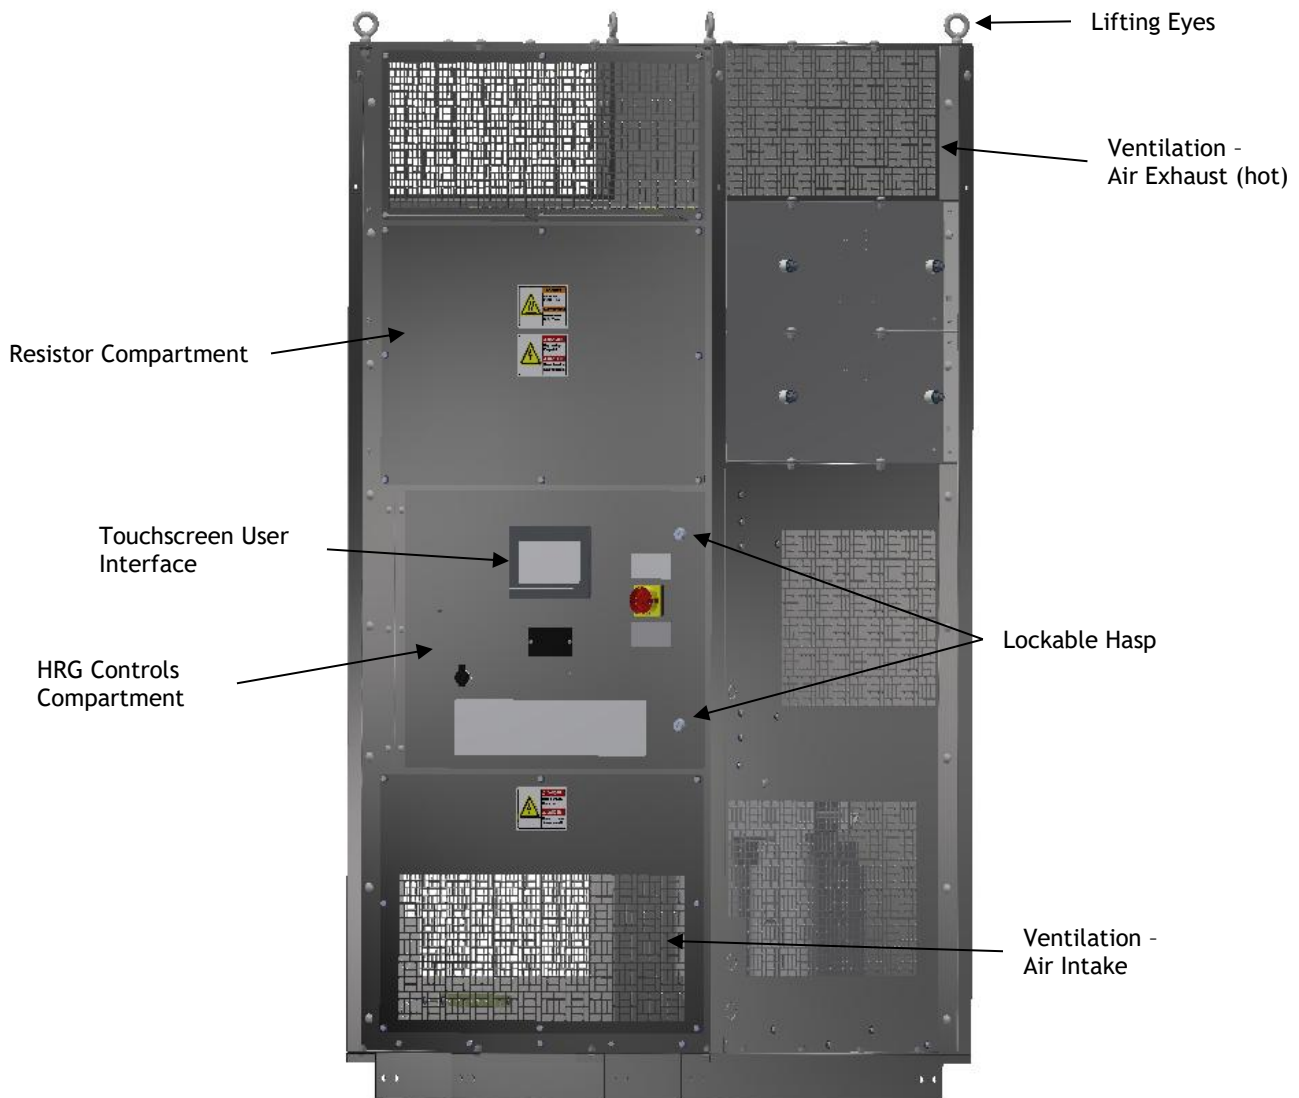 Lifting Eyes
Ventilation –
Air Exhaust (hot)
Resistor Compartment
Touchscreen User
Interface
Lockable Hasp
HRG Controls
Compartment
Ventilation –
Air Intake